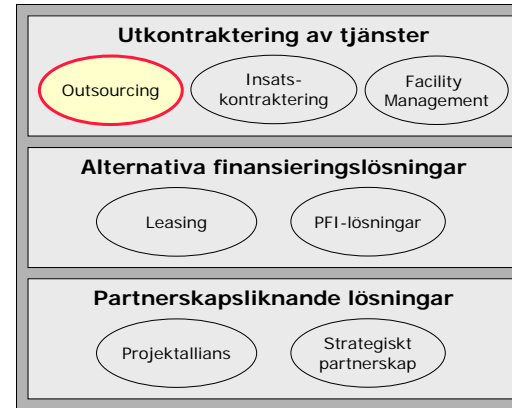 Utkontraktering av tjänster
Outsourcing
Insats-
kontraktering
Facility
Management
Alternativa finansieringslösningar
Leasing
PFI-lösningar
Partnerskapsliknande lösningar
Projektallians
Strategiskt
partnerskap